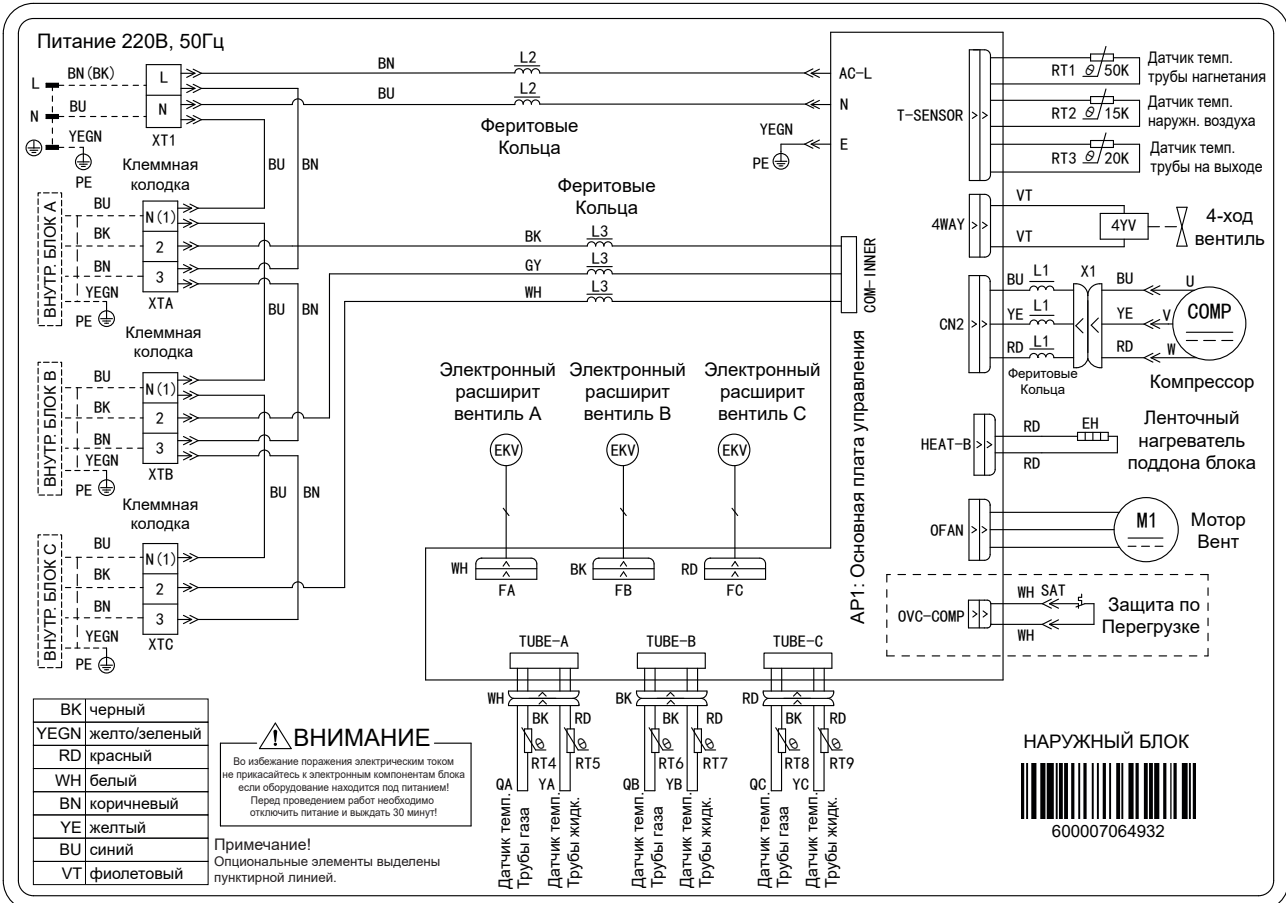 Питание 220В, 50Гц
L
BN(BK)
N
BU
YEGN
PE
L
N
XT1
BN
L2
BU
L2
Феритовые
Кольца
AC-L
N
E
YEGN
PE
BU
BN
Клеммная
колодка
ВНУТР. БЛОК A
BU
BK
BN
YEGN
PE
N(1)
2
3
XTA
Феритовые
Кольца
BK
L3
GY
L3
WH
L3
COM-INNER
BU
BN
Клеммная
колодка
ВНУТР. БЛОК B
BU
BK
BN
YEGN
PE
N(1)
2
3
XTB
BU
BN
Клеммная
колодка
ВНУТР. БЛОК C
BU
BK
BN
YEGN
PE
N(1)
2
3
XTC
Электронный
расширит
вентиль A
Электронный
расширит
вентиль B
Электронный
расширит
вентиль C
EKV
EKV
EKV
WH
FA
BK
FB
RD
FC
AP1: Основная плата управления
T-SENSOR
RT1 θ 50K
Датчик темп.
трубы нагнетания
RT2 θ 15K
Датчик темп.
наружн. воздуха
RT3 θ 20K
Датчик темп.
трубы на выходе
4WAY
VT
VT
4YV
4-ход
вентиль
CN2
BU
L1
X1
BU
U
YE
L1
YE
V
RD
L1
RD
W
COMP
Феритовые
Кольца
Компрессор
HEAT-B
RD
EH
RD
Ленточный
нагреватель
поддона блока
OFAN
M1
Мотор
Вент
OVC-COMP
WH
SAT
WH
Защита по
Перегрузке
TUBE-A
TUBE-B
TUBE-C
WH
BK
RD
θ
RT4
θ
RT5
QA
YA
Датчик темп.
Трубы газа
Датчик темп.
Трубы жидк.
BK
BK
RD
θ
RT6
θ
RT7
QB
YB
Датчик темп.
Трубы газа
Датчик темп.
Трубы жидк.
RD
BK
RD
θ
RT8
θ
RT9
QC
YC
Датчик темп.
Трубы газа
Датчик темп.
Трубы жидк.
BK черный
YEGN желто/зеленый
RD красный
WH белый
BN коричневый
YE желтый
BU синий
VT фиолетовый
ВНИМАНИЕ
Во избежание поражения электрическим током
не прикасайтесь к электронным компонентам блока
если оборудование находится под питанием!
Перед проведением работ необходимо
отключить питание и выждать 30 минут!
Примечание!
Опциональные элементы выделены
пунктирной линией.
НАРУЖНЫЙ БЛОК
600007064932